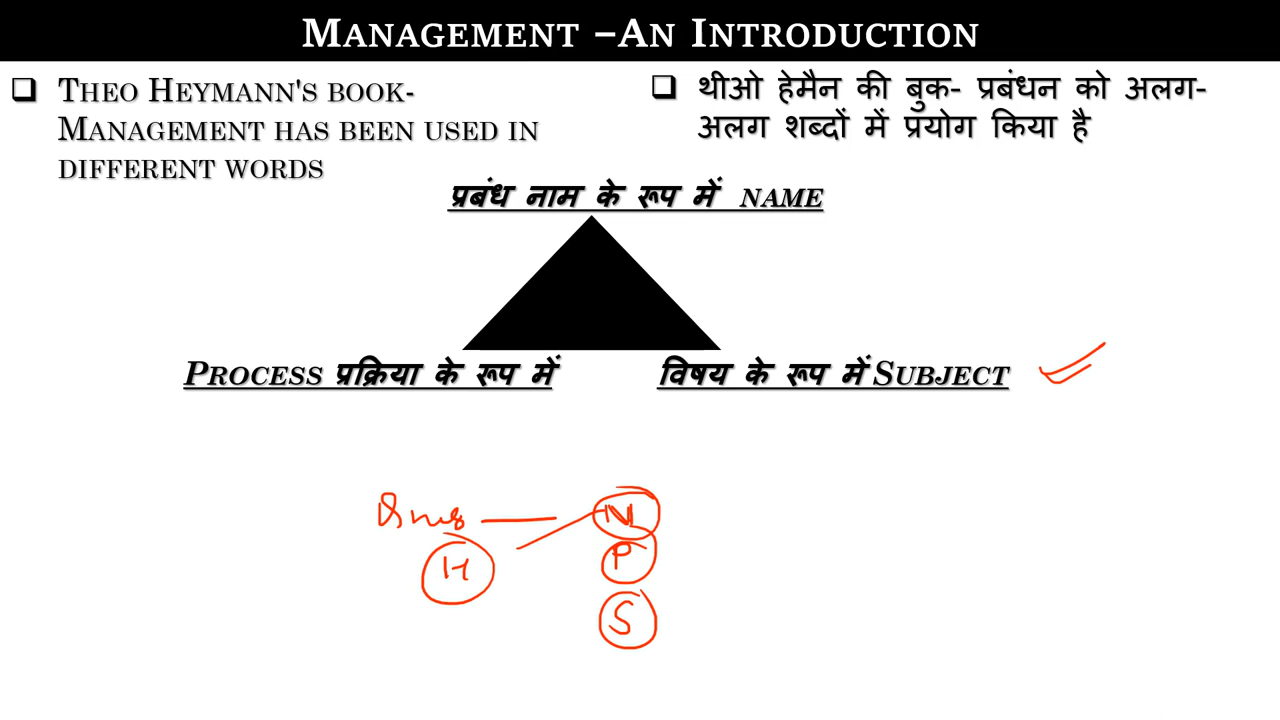 MANAGEMENT –AN INTRODUCTION
❑ THEO HEYMANN'S BOOK-
MANAGEMENT HAS BEEN USED IN
DIFFERENT WORDS
❑ थीओ हेमैन की बुक- प्रबंधन को अलग-
अलग शब्दों में प्रयोग किया है
प्रबंध नाम के रूप में NAME
PROCESS प्रक्रिया के रूप में
विषय के रूप में SUBJECT
N
H
P
S